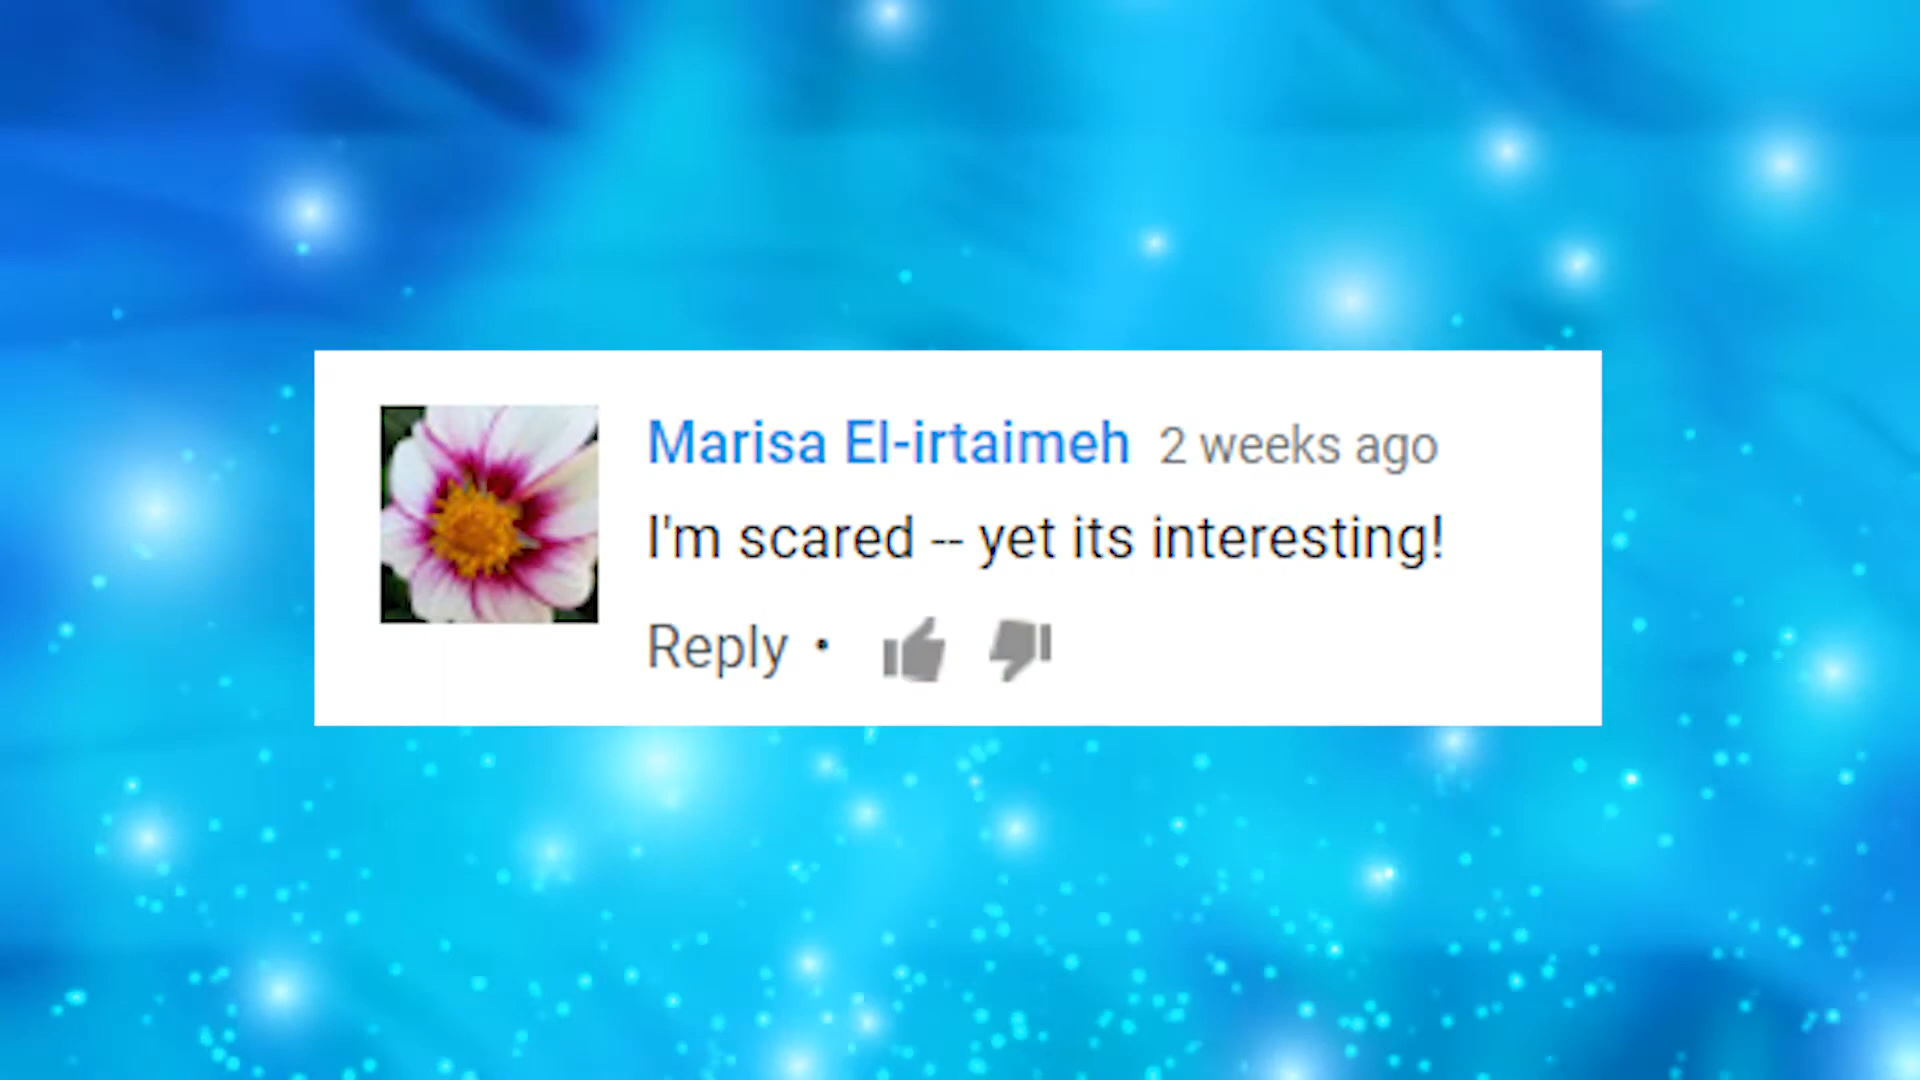 Marisa El-irtaimeh 2 weeks ago
I'm scared -- yet its interesting!
Reply •